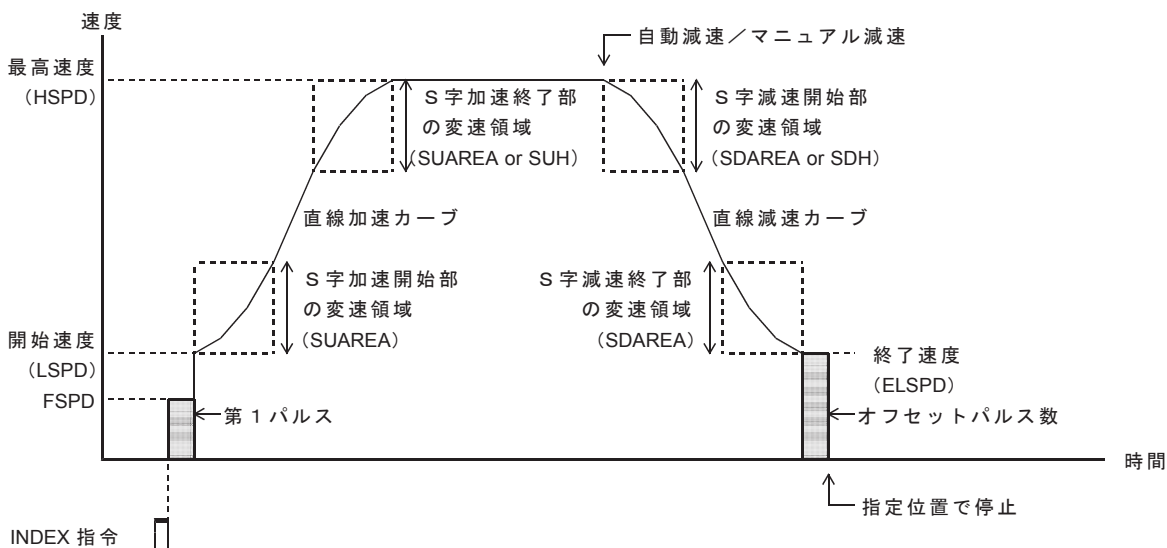 速度
自動減速／マニュアル減速
最高速度
(HSPD)
S字加速終了部
の変速領域
(SUAREA or SUH)
S字減速開始部
の変速領域
(SDAREA or SDH)
直線加速カーブ
直線減速カーブ
S字加速開始部
の変速領域
(SUAREA)
S字減速終了部
の変速領域
(SDAREA)
開始速度
(LSPD)
終了速度
(ELSPD)
FSPD
第1パルス
オフセットパルス数
時間
指定位置で停止
INDEX 指令